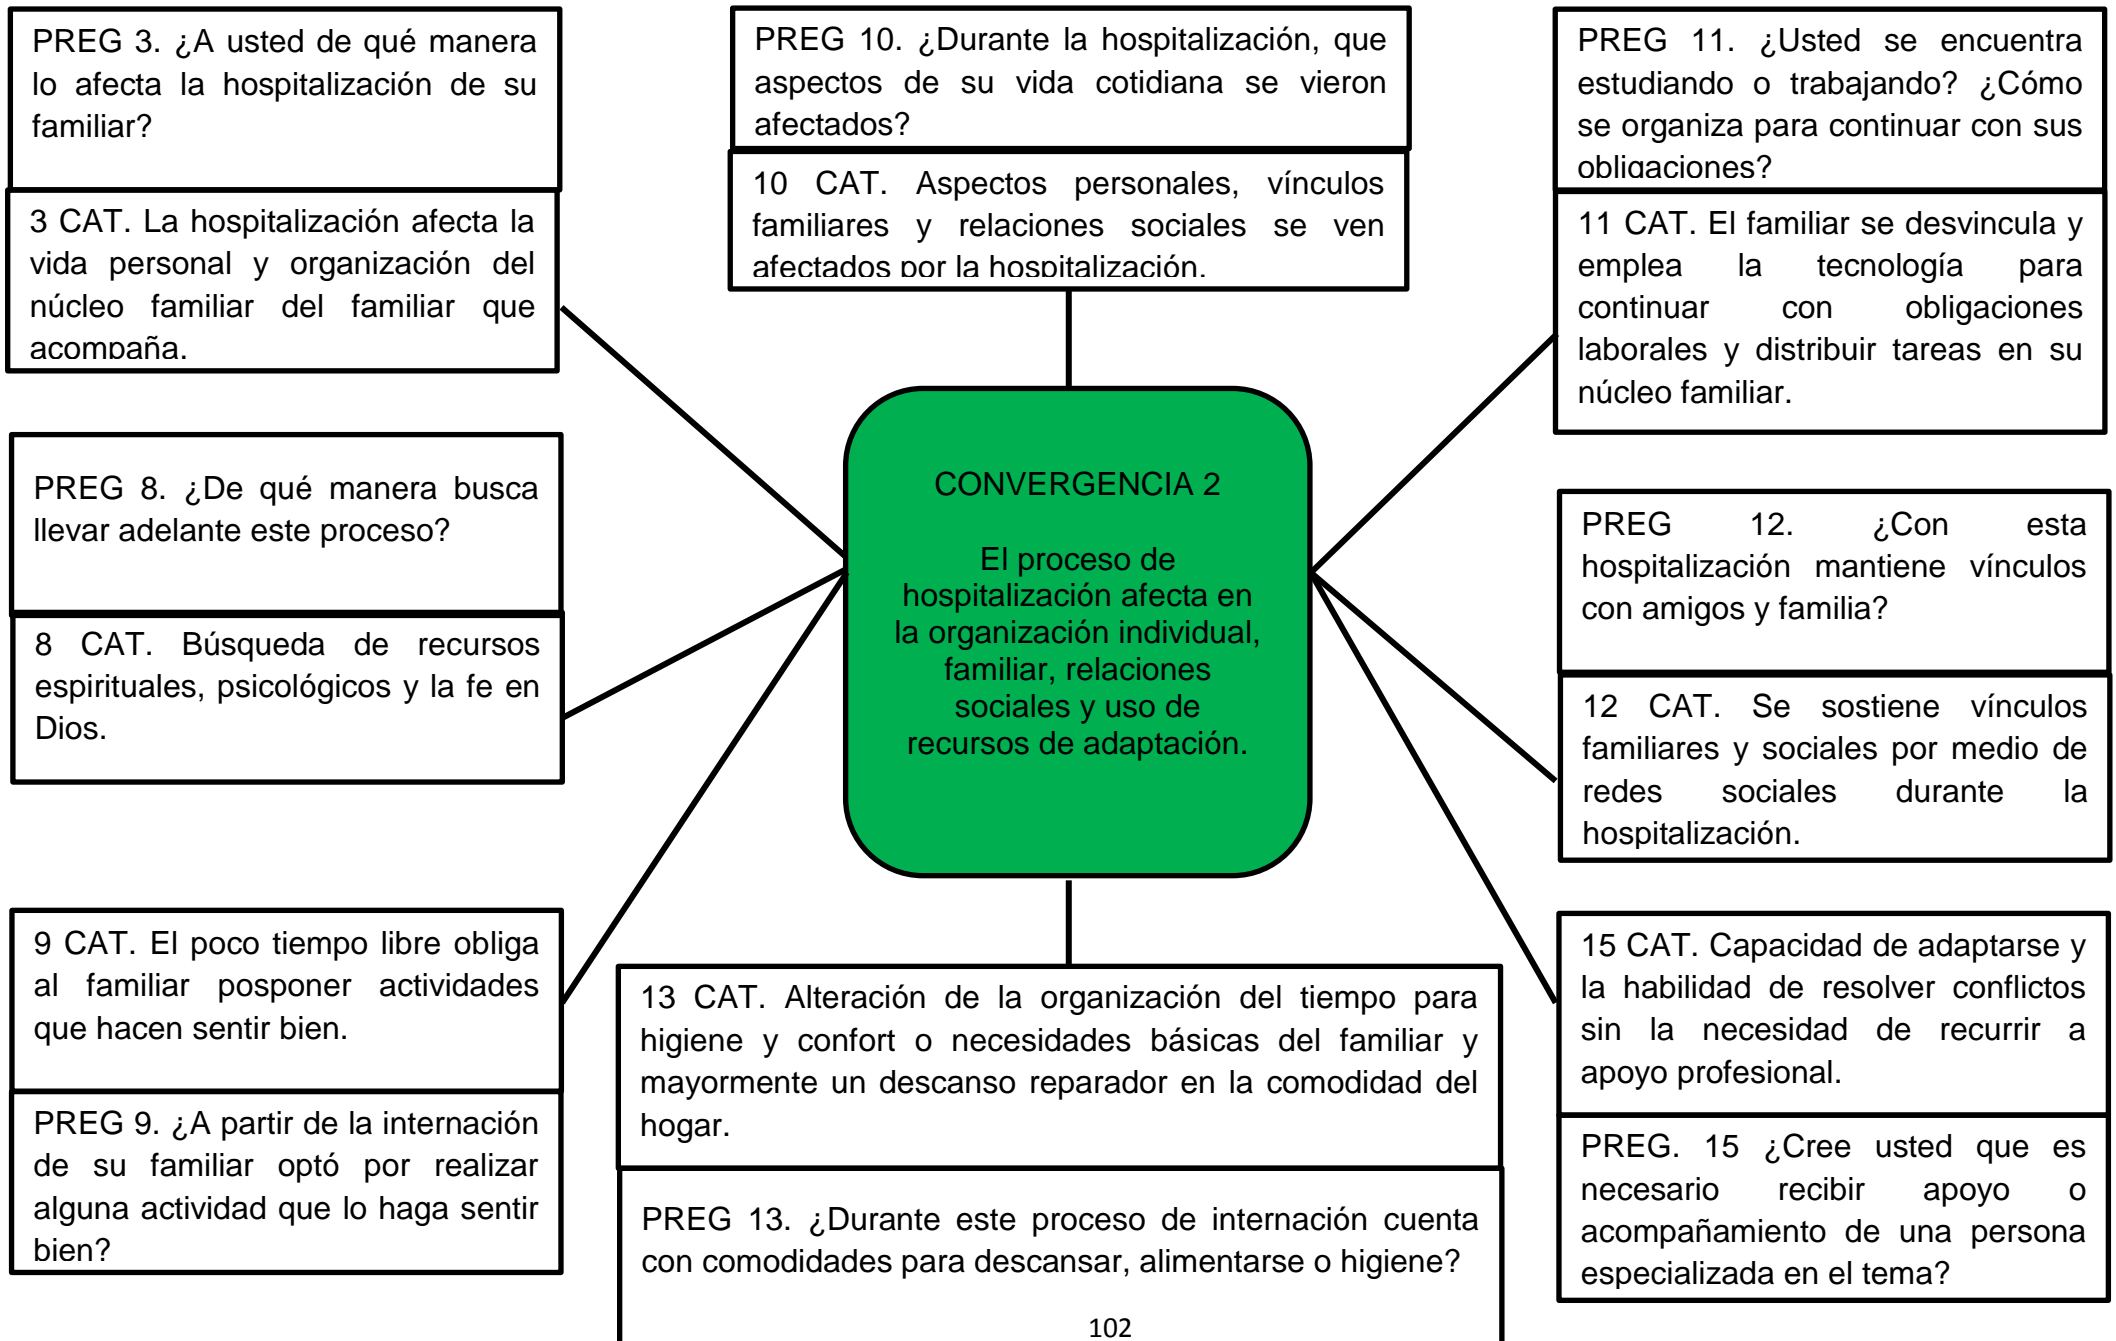 PREG 3. ¿A usted de qué manera
lo afecta la hospitalización de su
familiar?
3 CAT. La hospitalización afecta la
vida personal y organización del
núcleo familiar del familiar que
acompaña.
PREG 10. ¿Durante la hospitalización, que
aspectos de su vida cotidiana se vieron
afectados?
10 CAT. Aspectos personales, vínculos
familiares y relaciones sociales se ven
afectados por la hospitalización.
PREG 11. ¿Usted se encuentra
estudiando o trabajando? ¿Cómo
se organiza para continuar con sus
obligaciones?
11 CAT. El familiar se desvincula y
emplea la tecnología para
continuar con obligaciones
laborales y distribuir tareas en su
núcleo familiar.
PREG 8. ¿De qué manera busca
llevar adelante este proceso?
8 CAT. Búsqueda de recursos
espirituales, psicológicos y la fe en
Dios.
CONVERGENCIA 2
El proceso de
hospitalización afecta en
la organización individual,
familiar, relaciones
sociales y uso de
recursos de adaptación.
PREG 12. ¿Con esta
hospitalización mantiene vínculos
con amigos y familia?
12 CAT. Se sostiene vínculos
familiares y sociales por medio de
redes sociales durante la
hospitalización.
9 CAT. El poco tiempo libre obliga
al familiar posponer actividades
que hacen sentir bien.
PREG 9. ¿A partir de la internación
de su familiar optó por realizar
alguna actividad que lo haga sentir
bien?
13 CAT. Alteración de la organización del tiempo para
higiene y confort o necesidades básicas del familiar y
mayormente un descanso reparador en la comodidad del
hogar.
PREG 13. ¿Durante este proceso de internación cuenta
con comodidades para descansar, alimentarse o higiene?
15 CAT. Capacidad de adaptarse y
la habilidad de resolver conflictos
sin la necesidad de recurrir a
apoyo profesional.
PREG. 15 ¿Cree usted que es
necesario recibir apoyo o
acompañamiento de una persona
especializada en el tema?
102